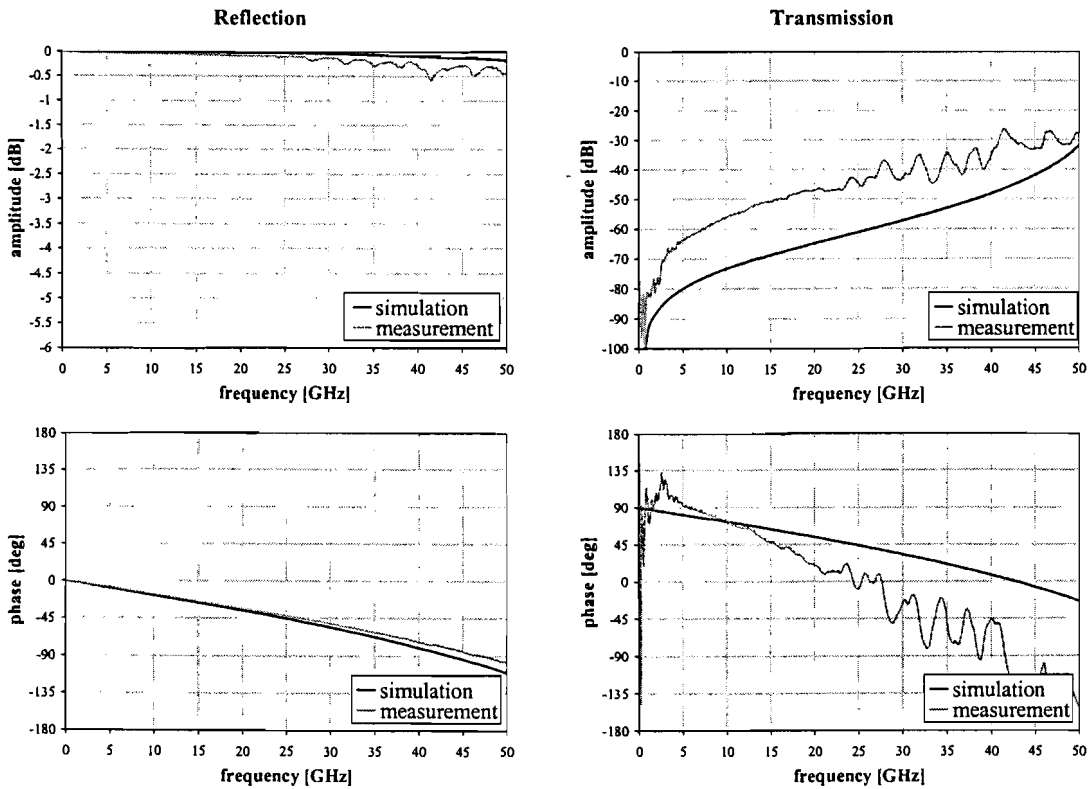 Reflection
0
-0.5
-1
-1.5
-2
-2.5
-3
-3.5
-4
-4.5
-5
-5.5
-6
amplitude [dB]
simulation
measurement
0 5 10 15 20 25 30 35 40 45 50
frequency [GHz]
Transmission
0
-10
-20
-30
-40
-50
-60
-70
-80
-90
-100
amplitude [dB]
simulation
measurement
0 5 10 15 20 25 30 35 40 45 50
frequency [GHz]
180
135
90
45
0
-45
-90
-135
-180
phase [deg]
simulation
measurement
0 5 10 15 20 25 30 35 40 45 50
frequency [GHz]
180
135
90
45
0
-45
-90
-135
-180
phase [deg]
simulation
measurement
0 5 10 15 20 25 30 35 40 45 50
frequency [GHz]